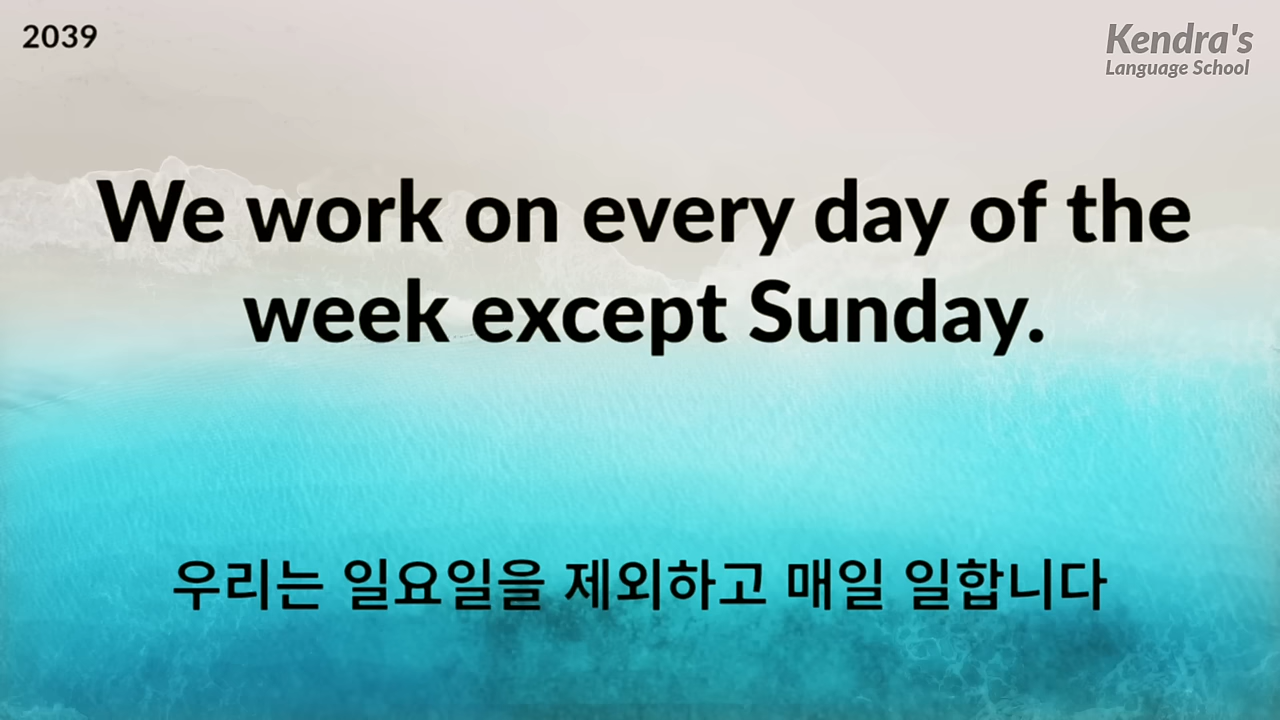 2039
Kendra's
Language School
We work on every day of the
week except Sunday.
우리는 일요일을 제외하고 매일 일합니다